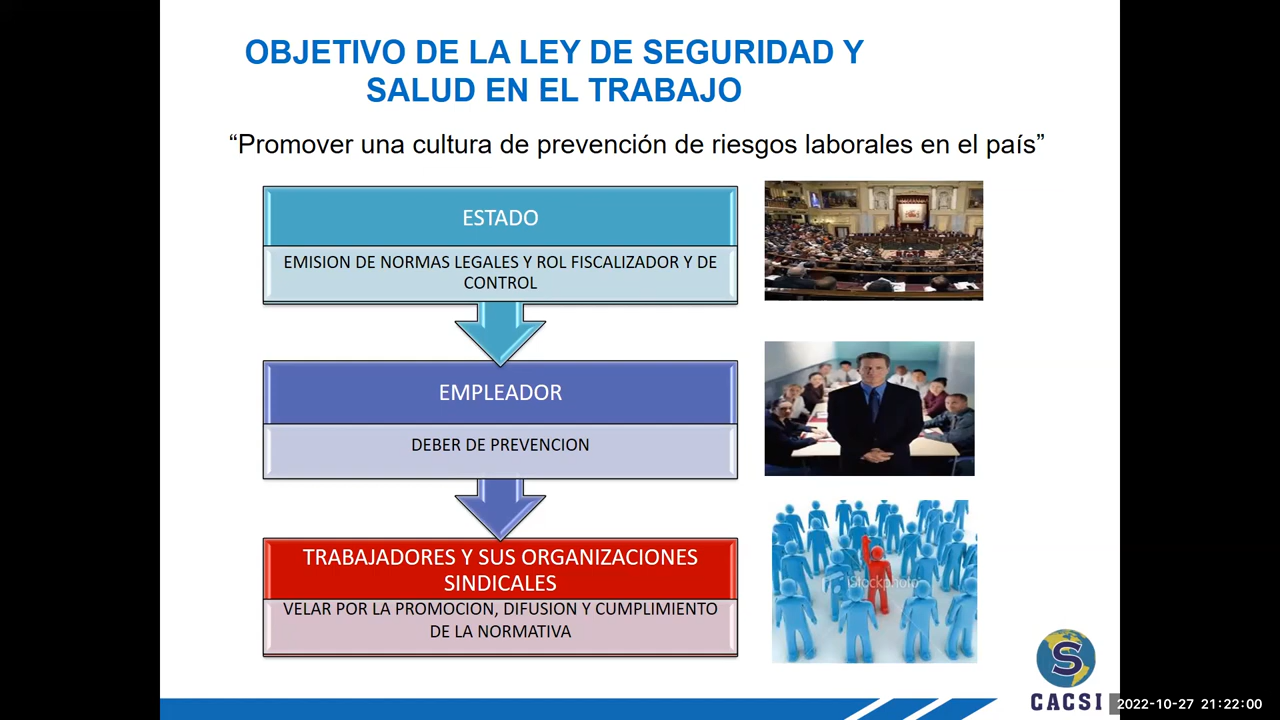 OBJETIVO DE LA LEY DE SEGURIDAD Y
SALUD EN EL TRABAJO
“Promover una cultura de prevención de riesgos laborales en el país”
ESTADO
EMISION DE NORMAS LEGALES Y ROL FISCALIZADOR Y DE
CONTROL
EMPLEADOR
DEBER DE PREVENCION
TRABAJADORES Y SUS ORGANIZACIONES
SINDICALES
VELAR POR LA PROMOCION, DIFUSION Y CUMPLIMIENTO
DE LA NORMATIVA
iStockphoto
S
CACSI
2022-10-27 21:22:00